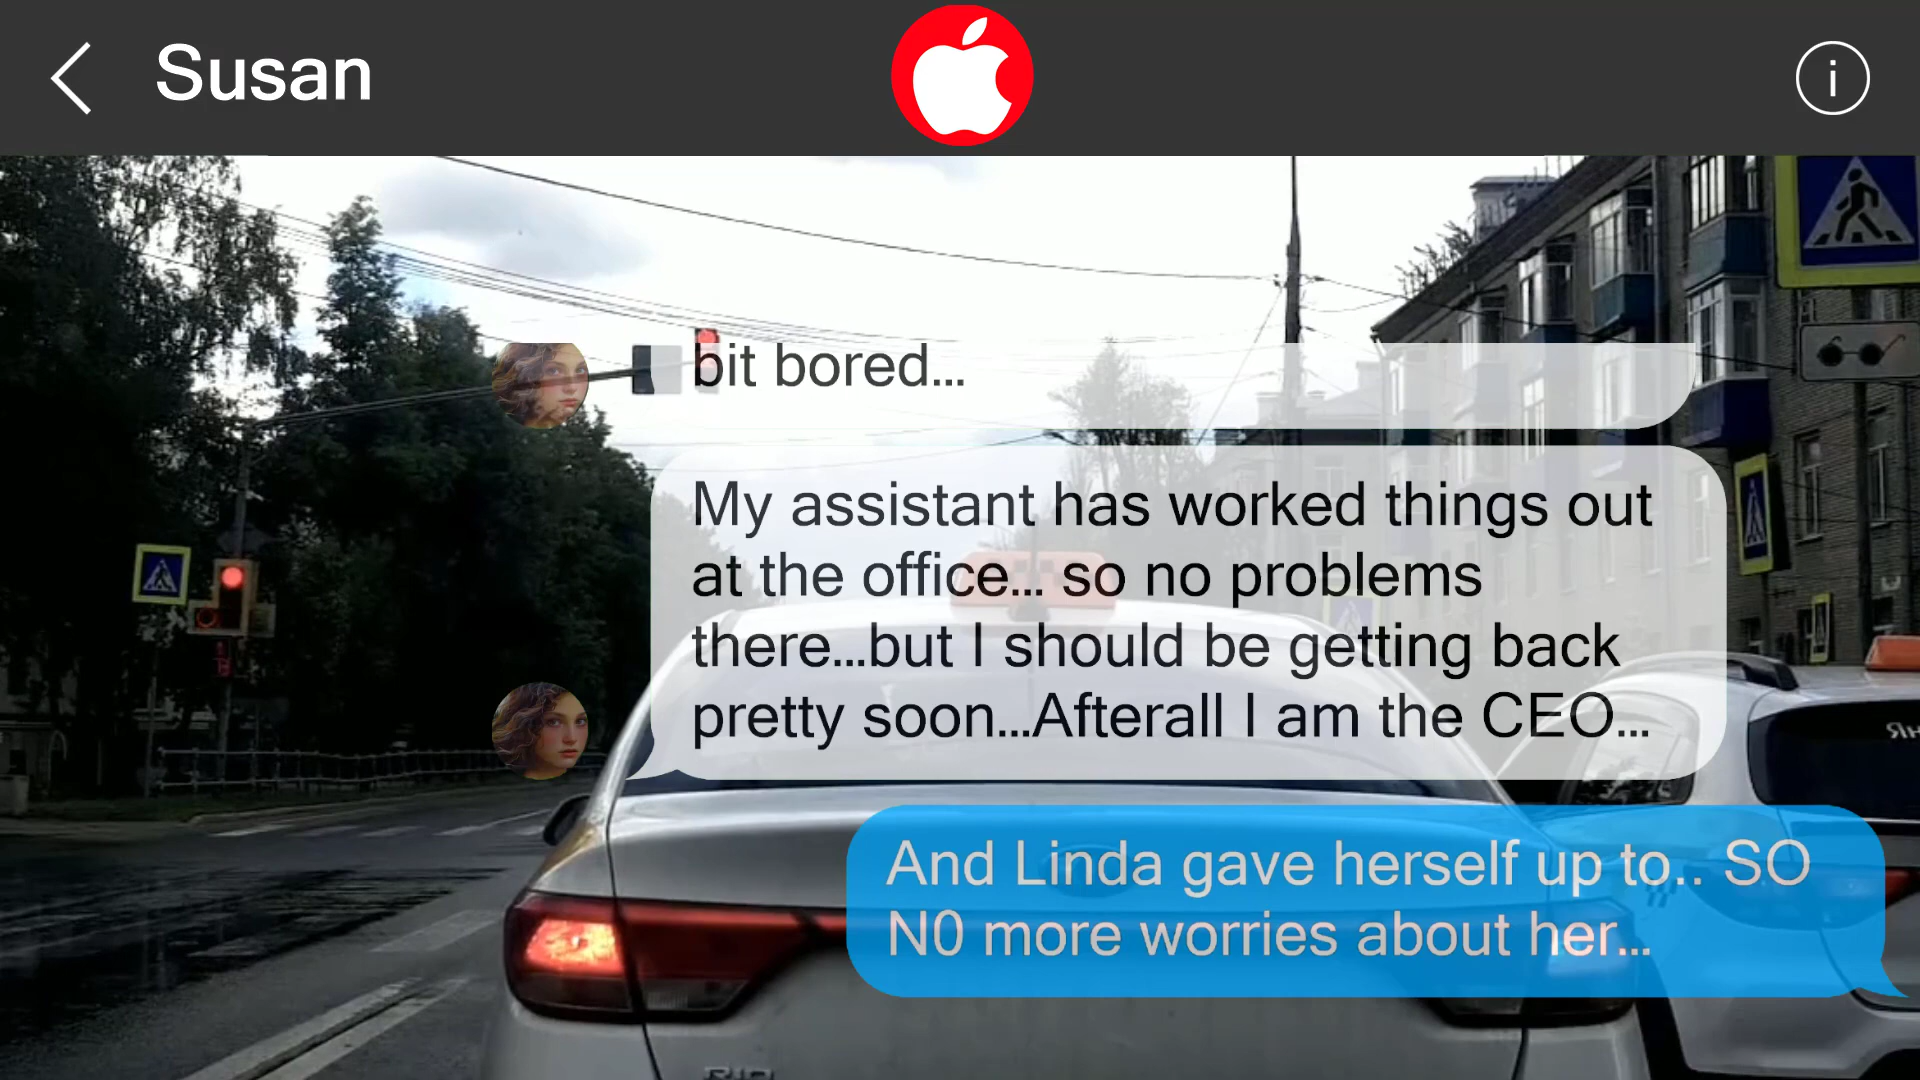 Susan
i
bit bored...
My assistant has worked things out
at the office... so no problems
there...but I should be getting back
pretty soon...Afterall I am the CEO...
And Linda gave herself up to.. SO
N0 more worries about her...
Ян
RIO